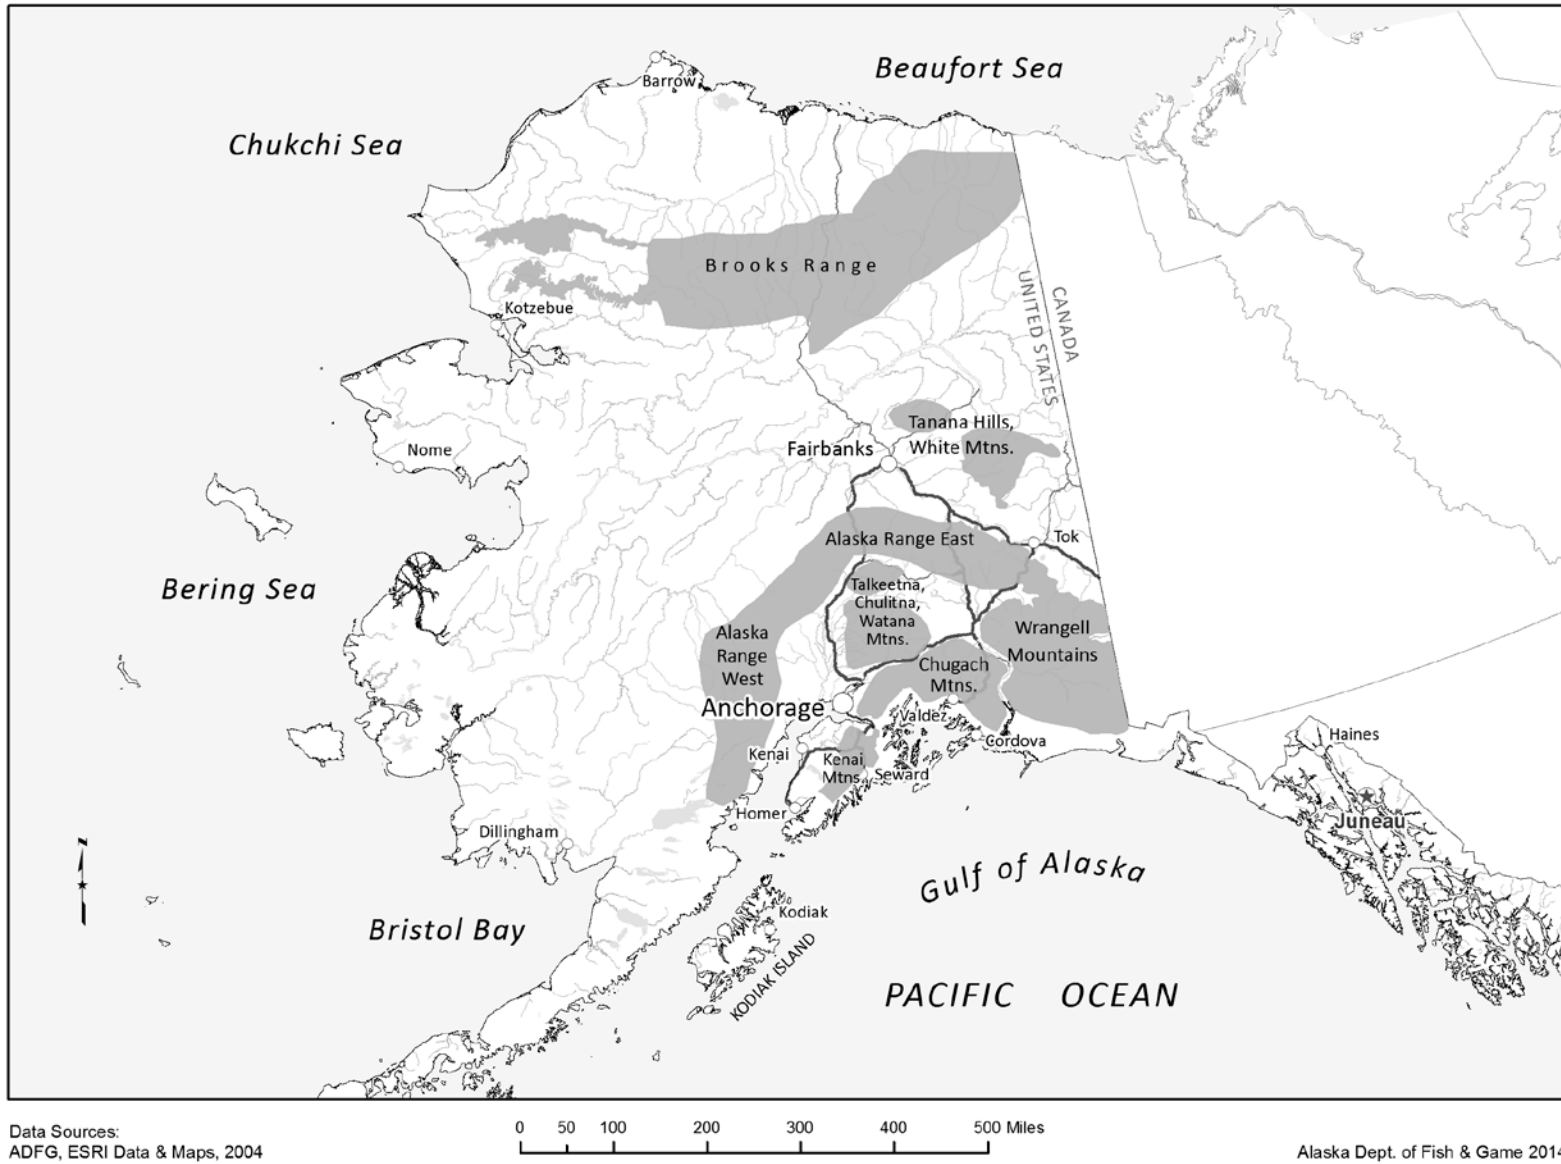 Beaufort Sea
Barrow
Chukchi Sea
Brooks Range
CANADA
UNITED STATES
Kotzebue
Tanana Hills,
White Mtns.
Fairbanks
Nome
Alaska Range East
Tok
Bering Sea
Talkeetna,
Chulitna,
Watana
Mtns.
Alaska
Range
West
Wrangell
Mountains
Chugach
Mtns.
Anchorage
Valdez
Cordova
Haines
Kenai
Kenai
Mtns.
Seward
Homer
Juneau
Dillingham
Gulf of Alaska
Kodiak
Bristol Bay
KODIAK ISLAND
PACIFIC OCEAN
N
0 50 100 200 300 400 500 Miles
Data Sources:
ADFG, ESRI Data & Maps, 2004
Alaska Dept. of Fish & Game 2014